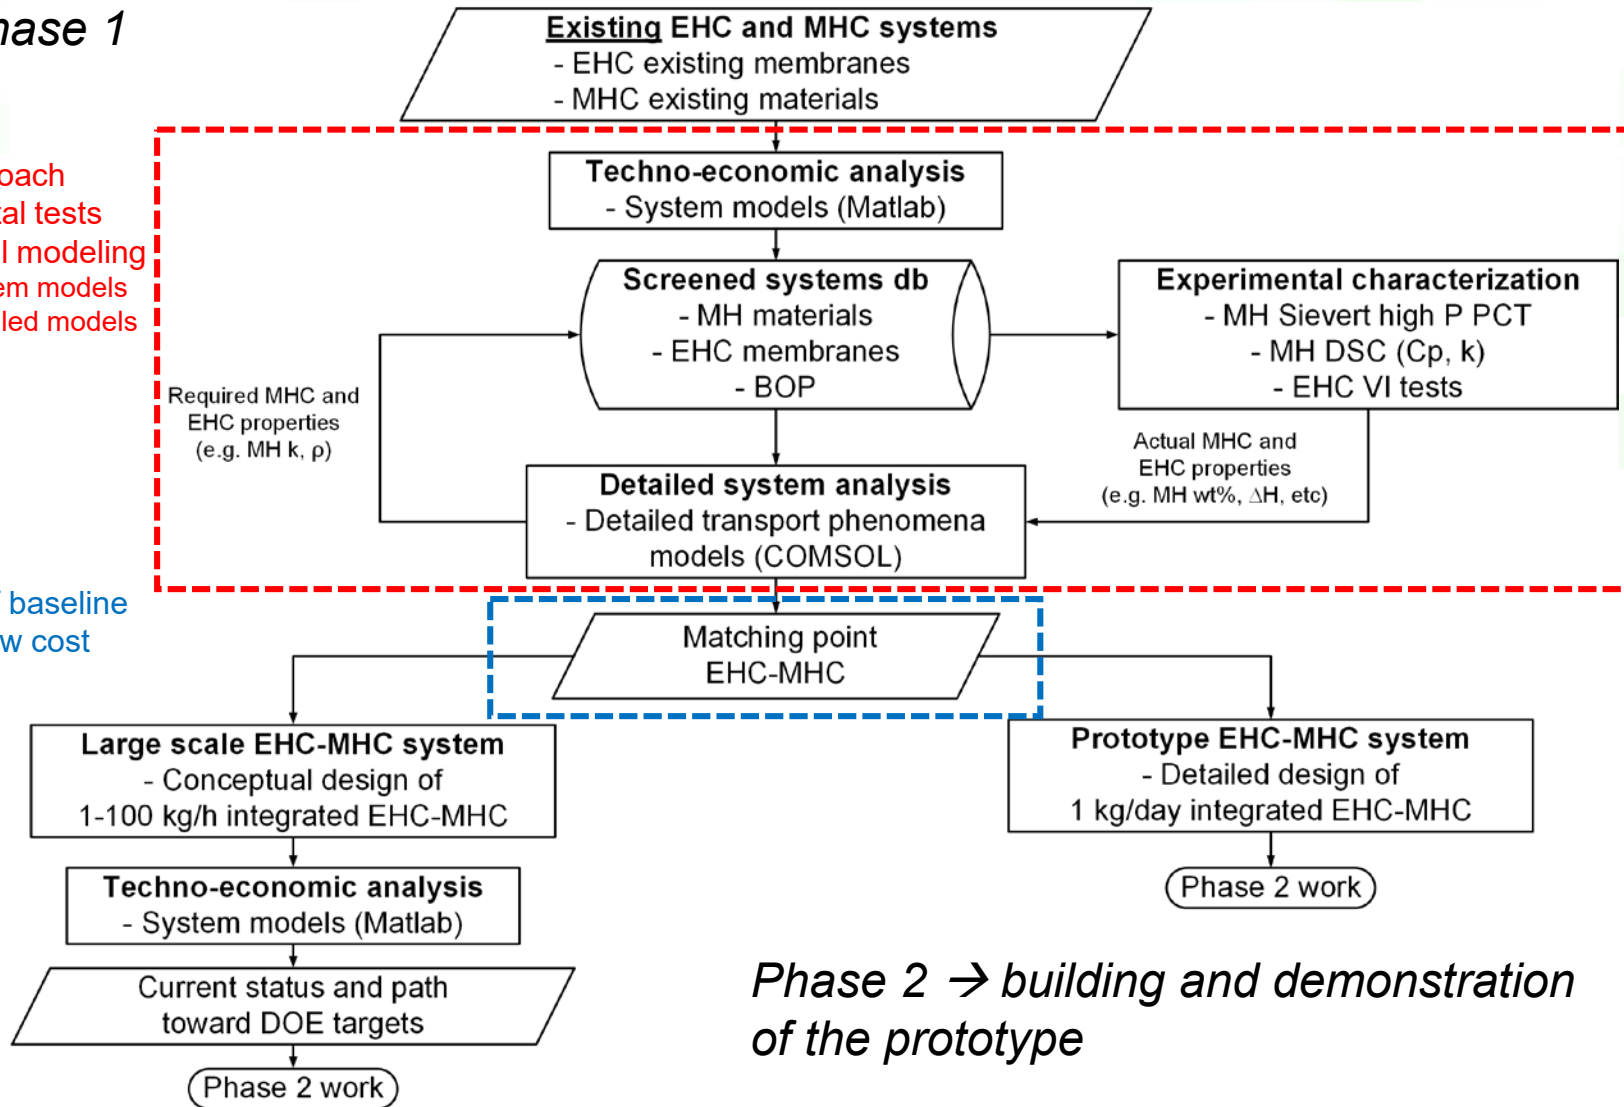 Phase 1
Existing EHC and MHC systems
- EHC existing membranes
- MHC existing materials
Techno-economic analysis
- System models (Matlab)
modeling
models
models
Screened systems db
- MH materials
- EHC membranes
- BOP
Experimental characterization
- MH Sievert high P PCT
- MH DSC (Cp, k)
- EHC VI tests
Required MHC and
EHC properties
(e.g. MH k, ρ)
Actual MHC and
EHC properties
(e.g. MH wt%, ΔH, etc)
Detailed system analysis
- Detailed transport phenomena
models (COMSOL)
tests
baseline
cost
Matching point
EHC-MHC
Large scale EHC-MHC system
- Conceptual design of
1-100 kg/h integrated EHC-MHC
Prototype EHC-MHC system
- Detailed design of
1 kg/day integrated EHC-MHC
Techno-economic analysis
- System models (Matlab)
Phase 2 work
Current status and path
toward DOE targets
Phase 2 work
Phase 2 → building and demonstration
of the prototype